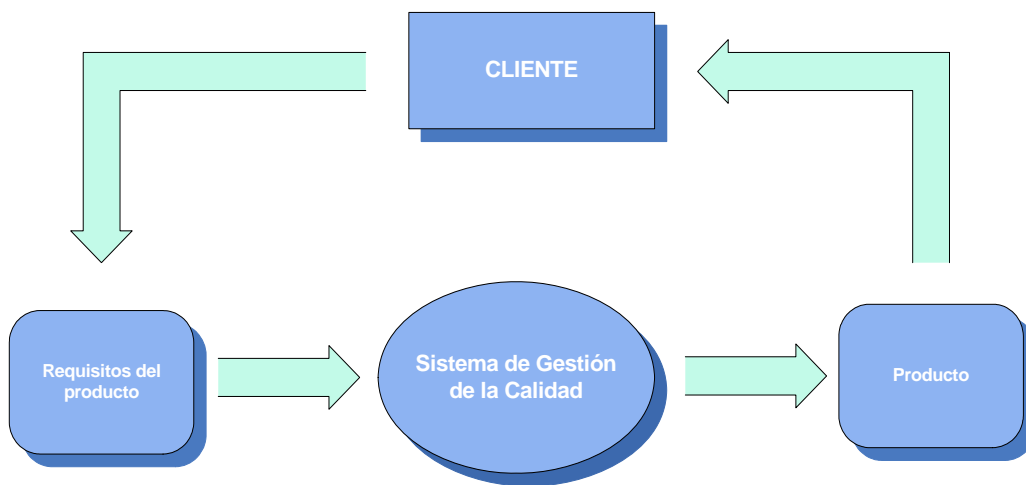 CLIENTE
Requisitos del
producto
Sistema de Gestión
de la Calidad
Producto